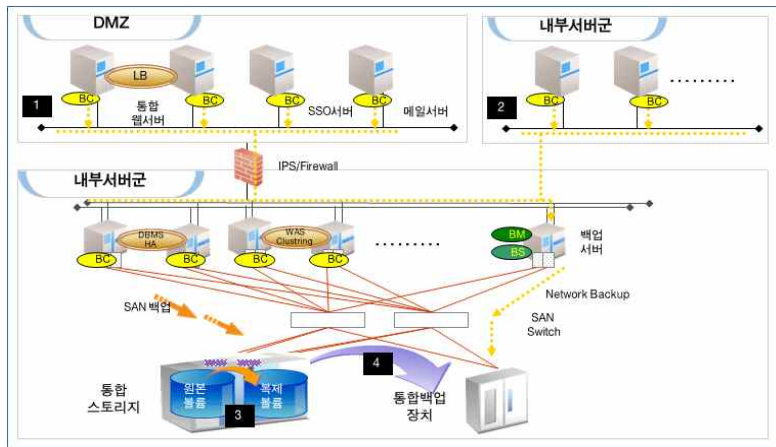 DMZ
내부서버군
LB
BC
BC
BC
BC
BC
BC
1
통합
웹서버
SSO서버
메일서버
2
.........
IPS/Firewall
내부서버군
DBMS
HA
WAS
Clustring
.........
BM
BS
백업
서버
BC
BC
BC
BC
SAN 백업
Network Backup
SAN
Switch
4
원본
볼륨
복제
볼륨
통합
스토리지
3
통합백업
장치